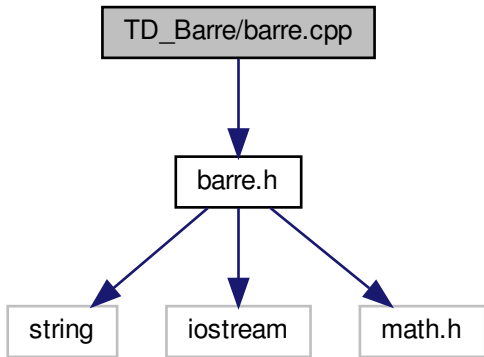 TD_Barre/barre.cpp
barre.h
string
iostream
math.h